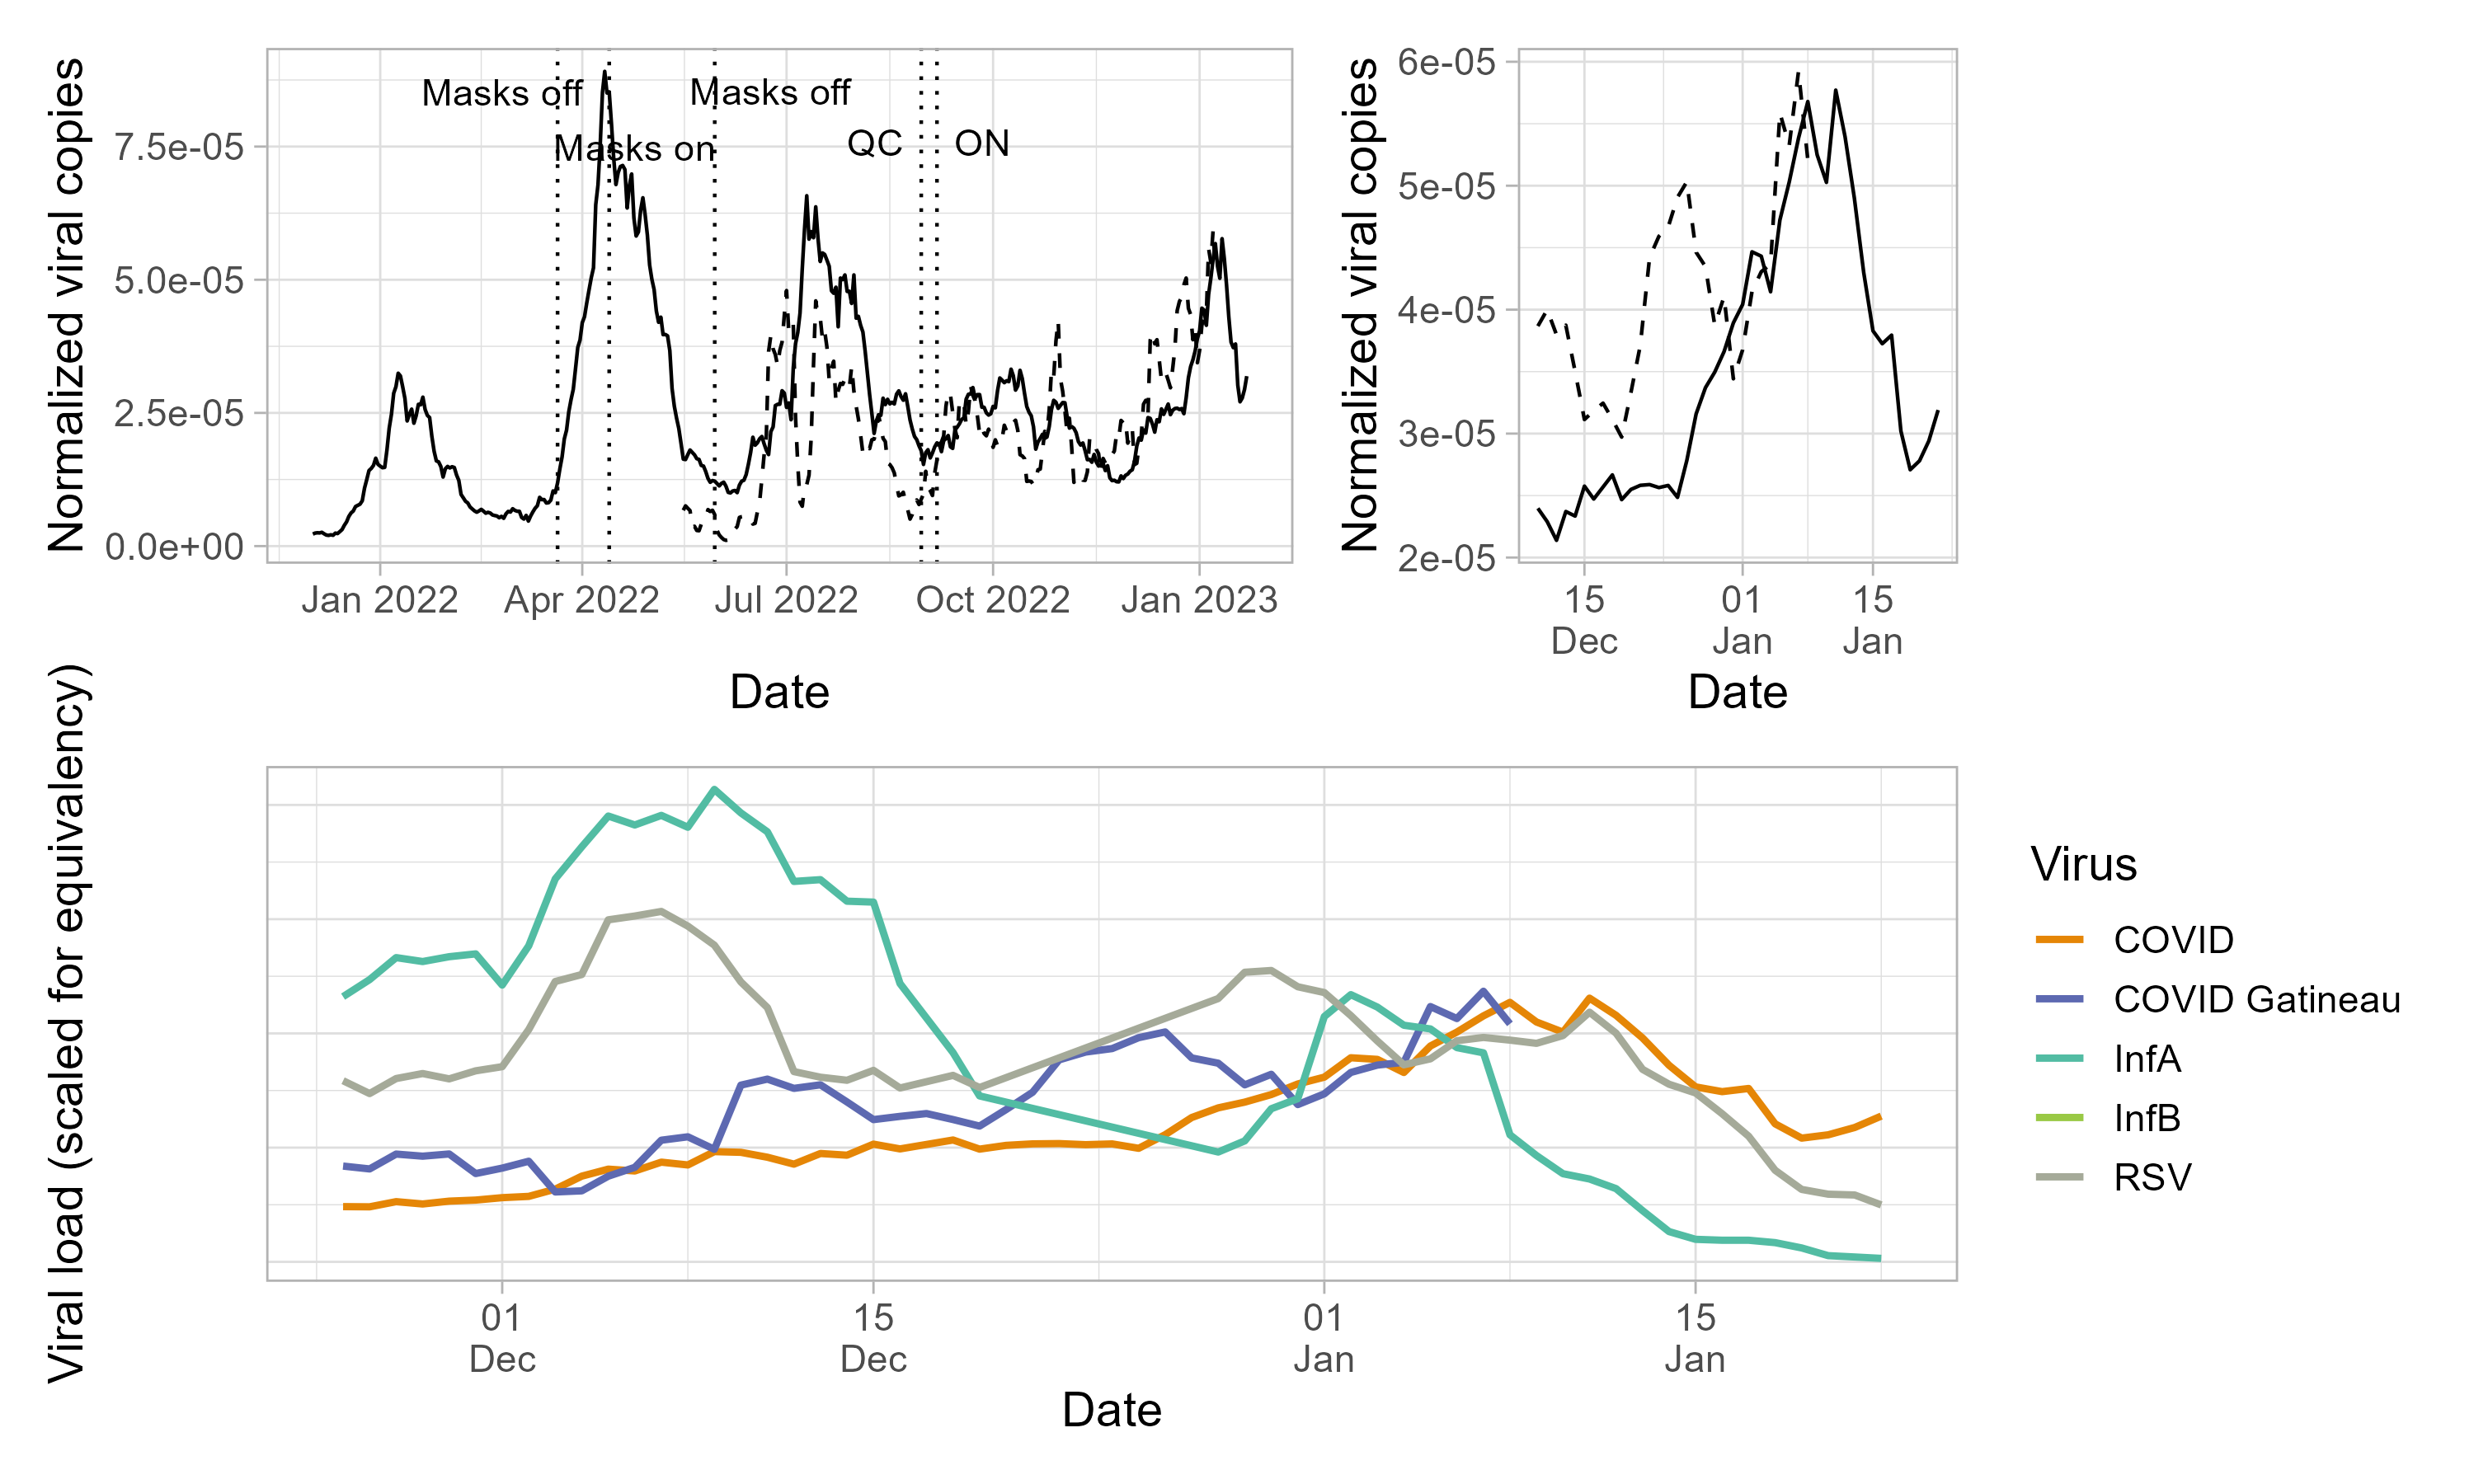 Normalized viral copies
7.5e-05
5.0e-05
2.5e-05
0.0e+00
Masks off
Masks off
Masks on
QC
ON
Jan 2022
Apr 2022
Jul 2022
Oct 2022
Jan 2023
Date
Normalized viral copies
6e-05
5e-05
4e-05
3e-05
2e-05
15
Dec
01
Jan
15
Jan
Date
Viral load (scaled for equivalency)
01
Dec
15
Dec
01
Jan
15
Jan
Date
Virus
COVID
COVID Gatineau
InfA
InfB
RSV